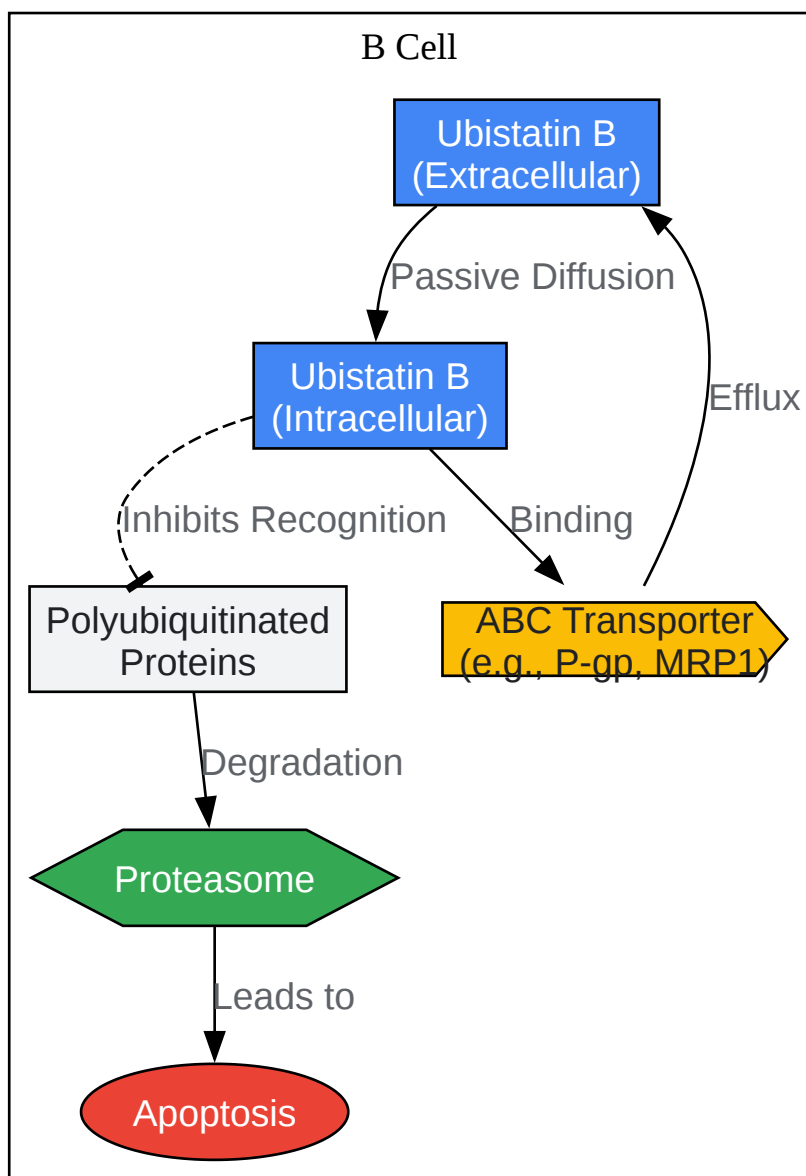 B Cell
Ubistatin B
(Extracellular)
Passive Diffusion
Ubistatin B
(Intracellular)
Efflux
Inhibits Recognition
Binding
Polyubiquitinated
Proteins
ABC Transporter
(e.g., P-gp, MRP1)
Degradation
Proteasome
Leads to
Apoptosis